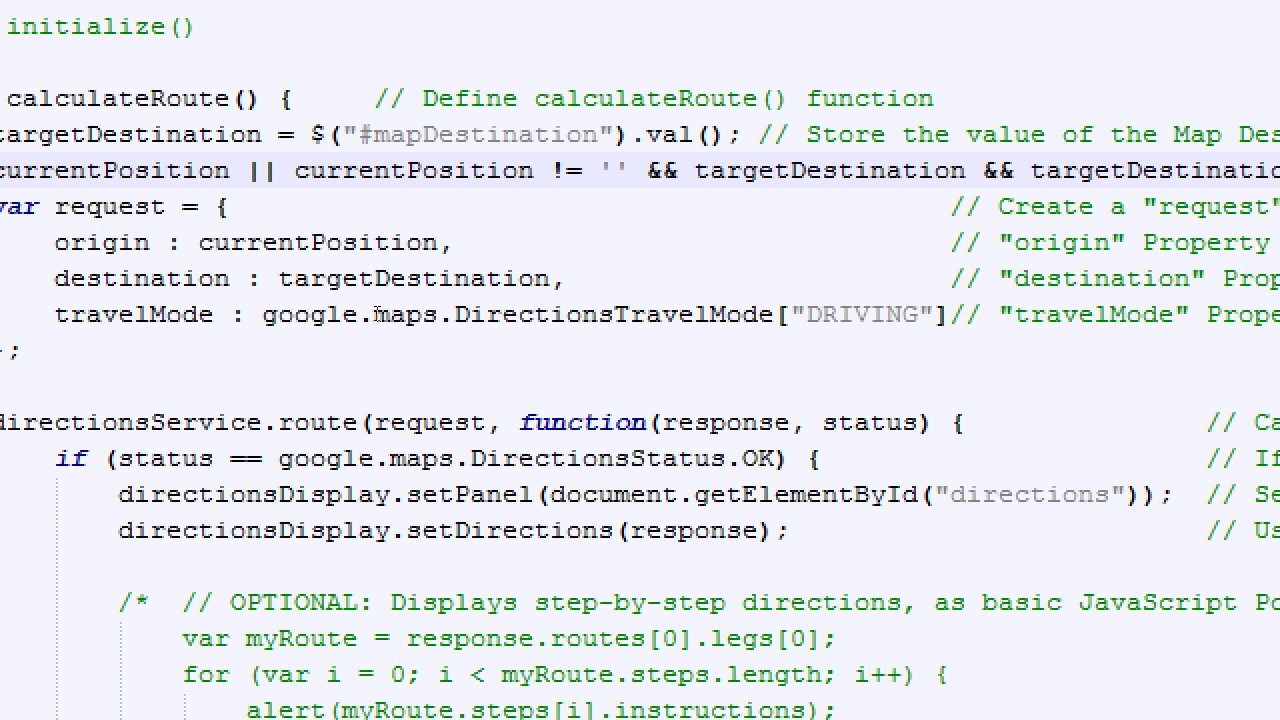 initialize()
calculateRoute() { // Define calculateRoute() function
targetDestination = $("#mapDestination").val(); // Store the value of the Map Des
currentPosition || currentPosition != '' && targetDestination && targetDestinatio
var request = { // Create a "request"
origin : currentPosition, // "origin" Property
destination : targetDestination, // "destination" Prop
travelMode : google.maps.DirectionsTravelMode["DRIVING"]// "travelMode" Prope
};
directionsService.route(request, function(response, status) { // Ca
if (status == google.maps.DirectionsStatus.OK) { // If
directionsDisplay.setPanel(document.getElementById("directions")); // Se
directionsDisplay.setDirections(response); // Us
/* // OPTIONAL: Displays step-by-step directions, as basic JavaScript Po
var myRoute = response.routes[0].legs[0];
for (var i = 0; i < myRoute.steps.length; i++) {
alert(myRoute.steps[i].instructions);